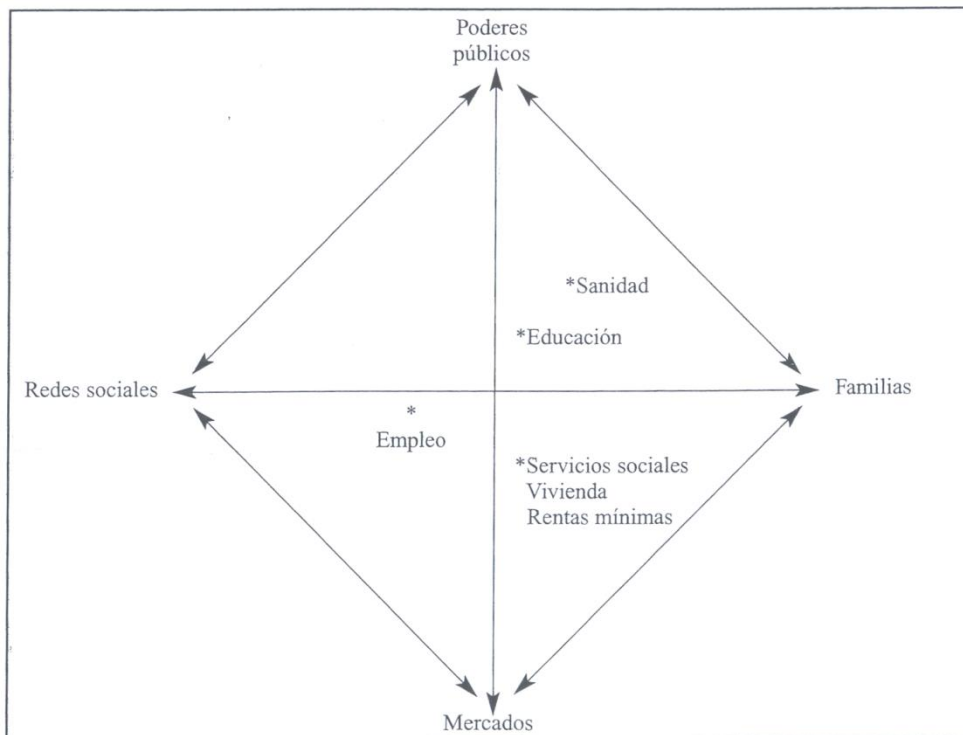 Poderes
públicos
*Sanidad
*Educación
Redes sociales
Familias
*
Empleo
*Servicios sociales
Vivienda
Rentas mínimas
Mercados